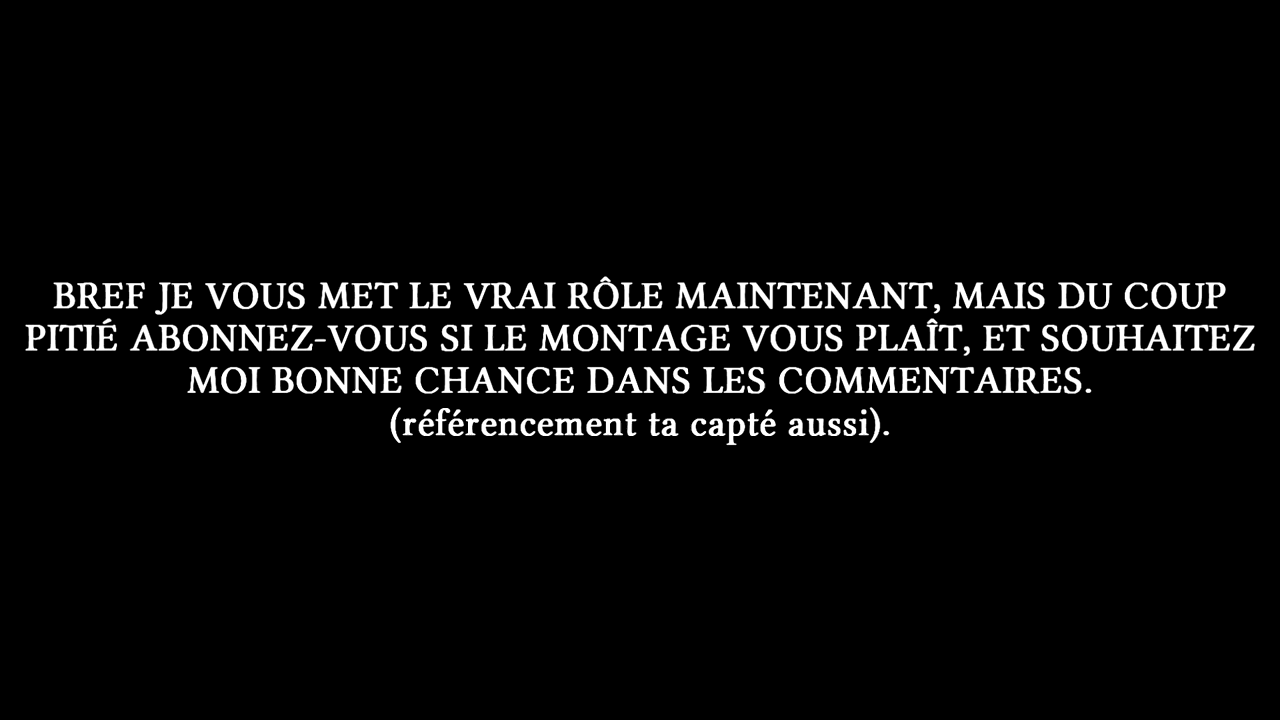 BREF JE VOUS MET LE VRAI RÔLE MAINTENANT, MAIS DU COUP
PITIÉ ABONNEZ-VOUS SI LE MONTAGE VOUS PLAÎT, ET SOUHAITEZ
MOI BONNE CHANCE DANS LES COMMENTAIRES.
(référencement ta capté aussi).